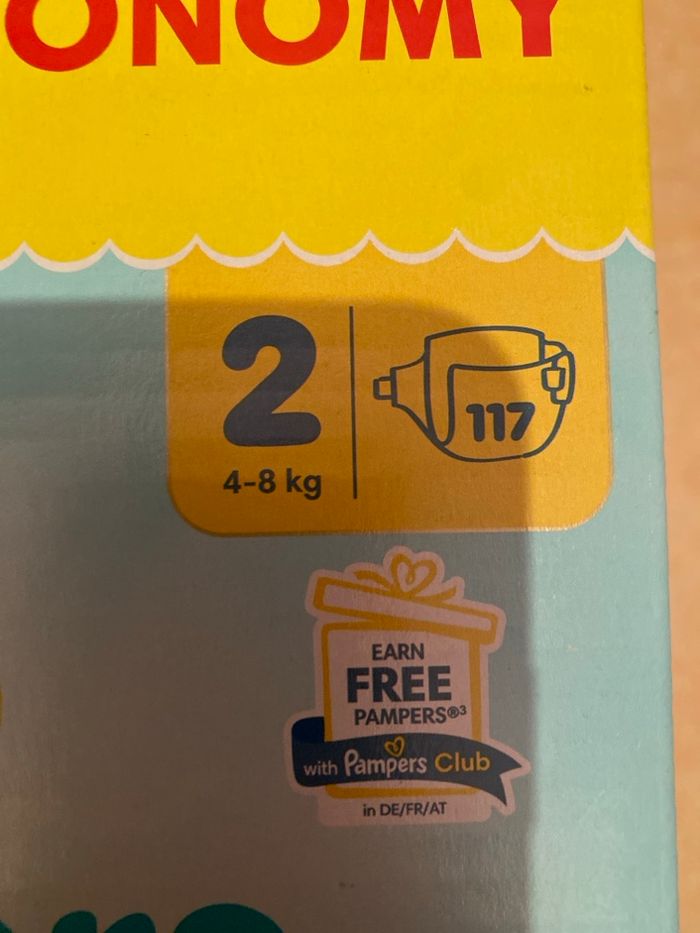 ONOMY
2
4-8 kg
117
EARN
FREE
PAMPERS®³
with Pampers Club
in DE/FR/AT